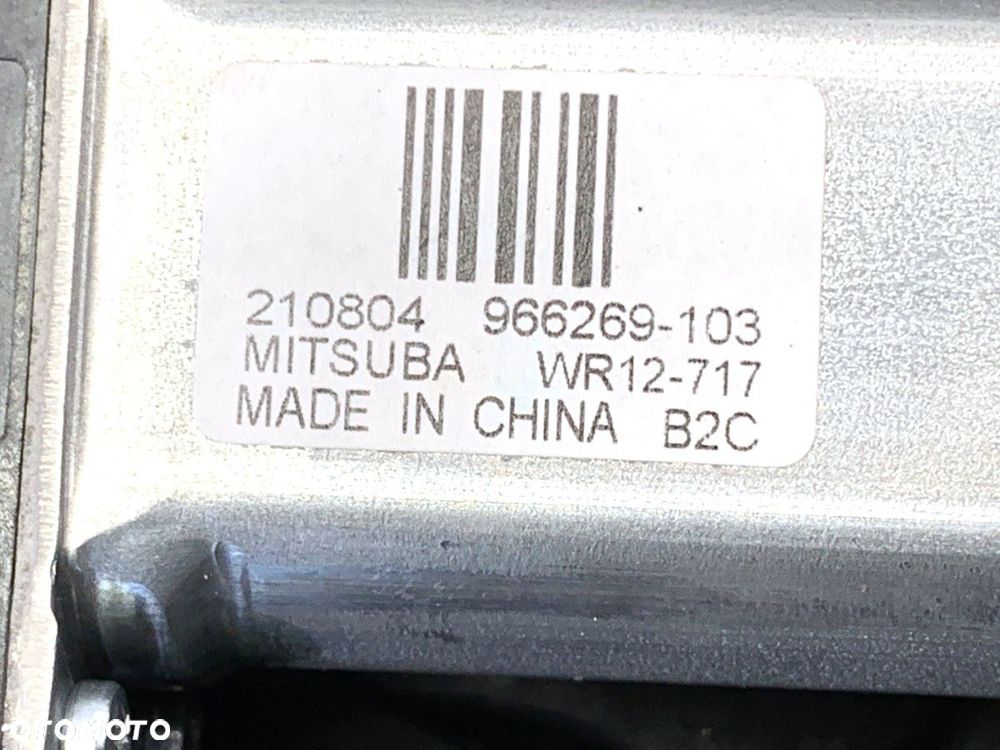 210804 966269-103
MITSUBA WR12-717
MADE IN CHINA B2C
OTOMOTO